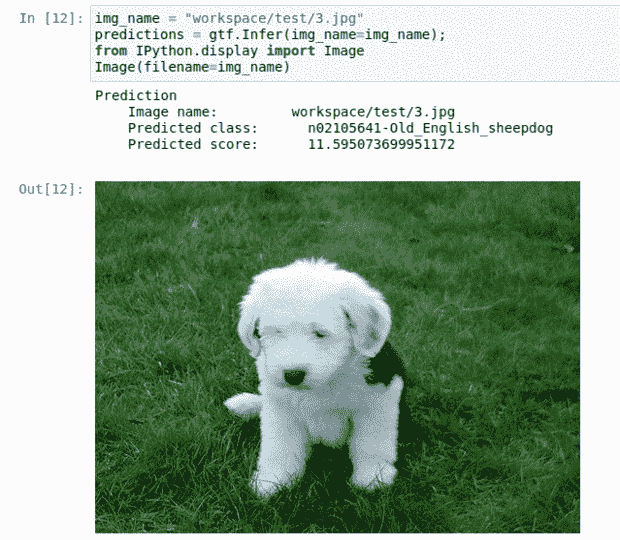 In [12]: img_name = "workspace/test/3.jpg"
predictions = gtf.Infer(img_name=img_name);
from IPython.display import Image
Image(filename=img_name)
Prediction
Image name: workspace/test/3.jpg
Predicted class: n02105641-Old_English_sheepdog
Predicted score: 11.595073699951172
Out[12]: